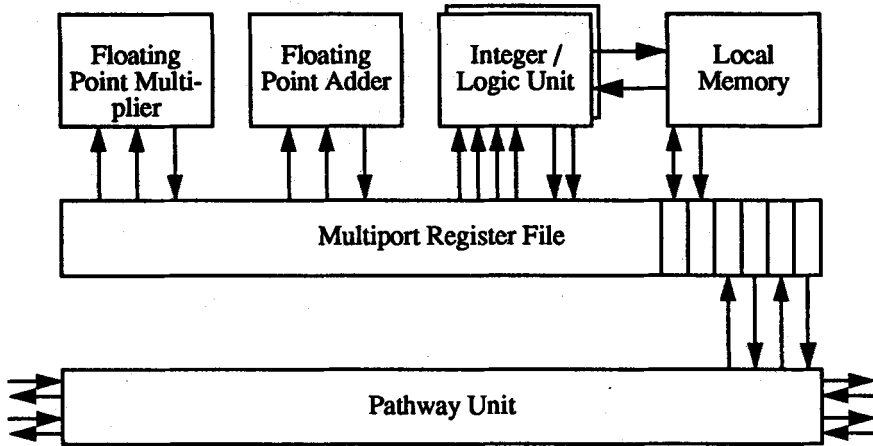 Floating
Point Multi-
plier
Floating
Point Adder
Integer /
Logic Unit
Local
Memory
Multiport Register File
Pathway Unit